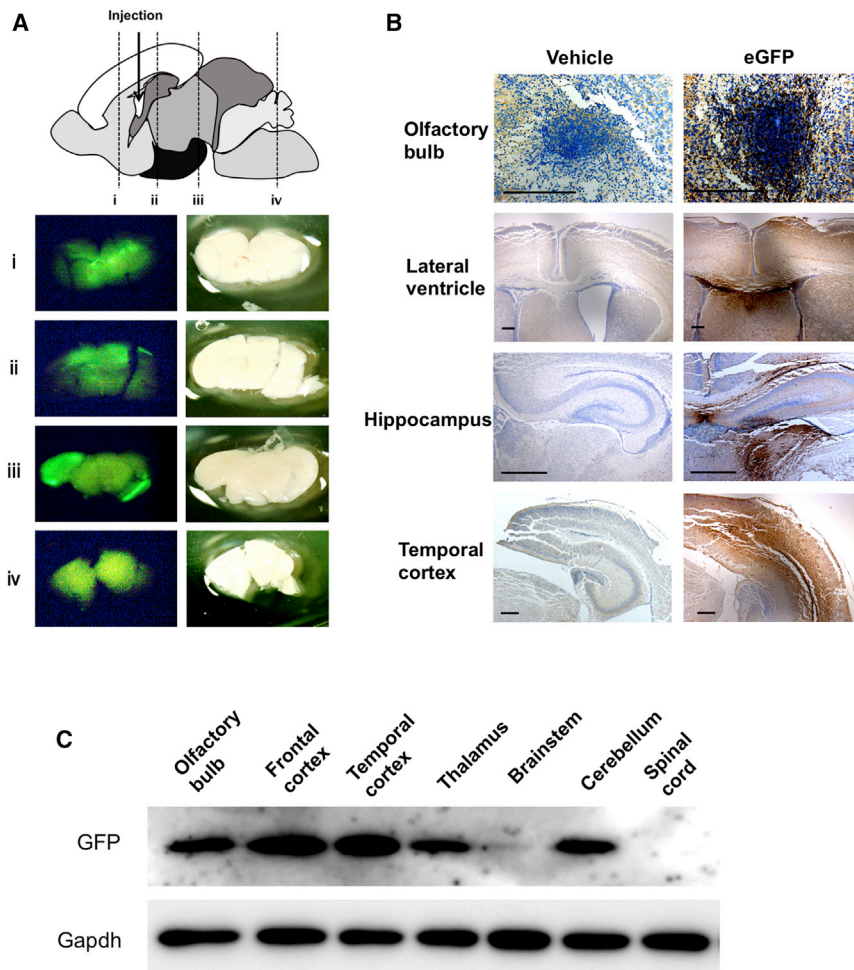 A
Injection
i
ii
iii
iv
i
ii
iii
iv
B
Vehicle
eGFP
Olfactory
bulb
Lateral
ventricle
Hippocampus
Temporal
cortex
C
Olfactory
bulb
Frontal
cortex
Temporal
cortex
Thalamus
Brainstem
Cerebellum
Spinal
cord
GFP
Gapdh